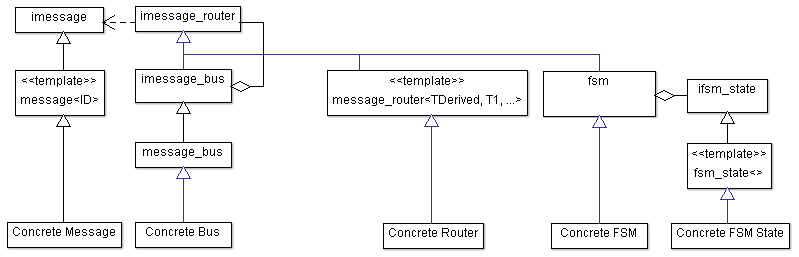 imessage
imessage_router
imessage_bus
<<template>>
message<ID>
<<template>>
message_router<TDerived, T1, ...>
fsm
ifsm_state
message_bus
<<template>>
fsm_state<>
Concrete Message
Concrete Bus
Concrete Router
Concrete FSM
Concrete FSM State